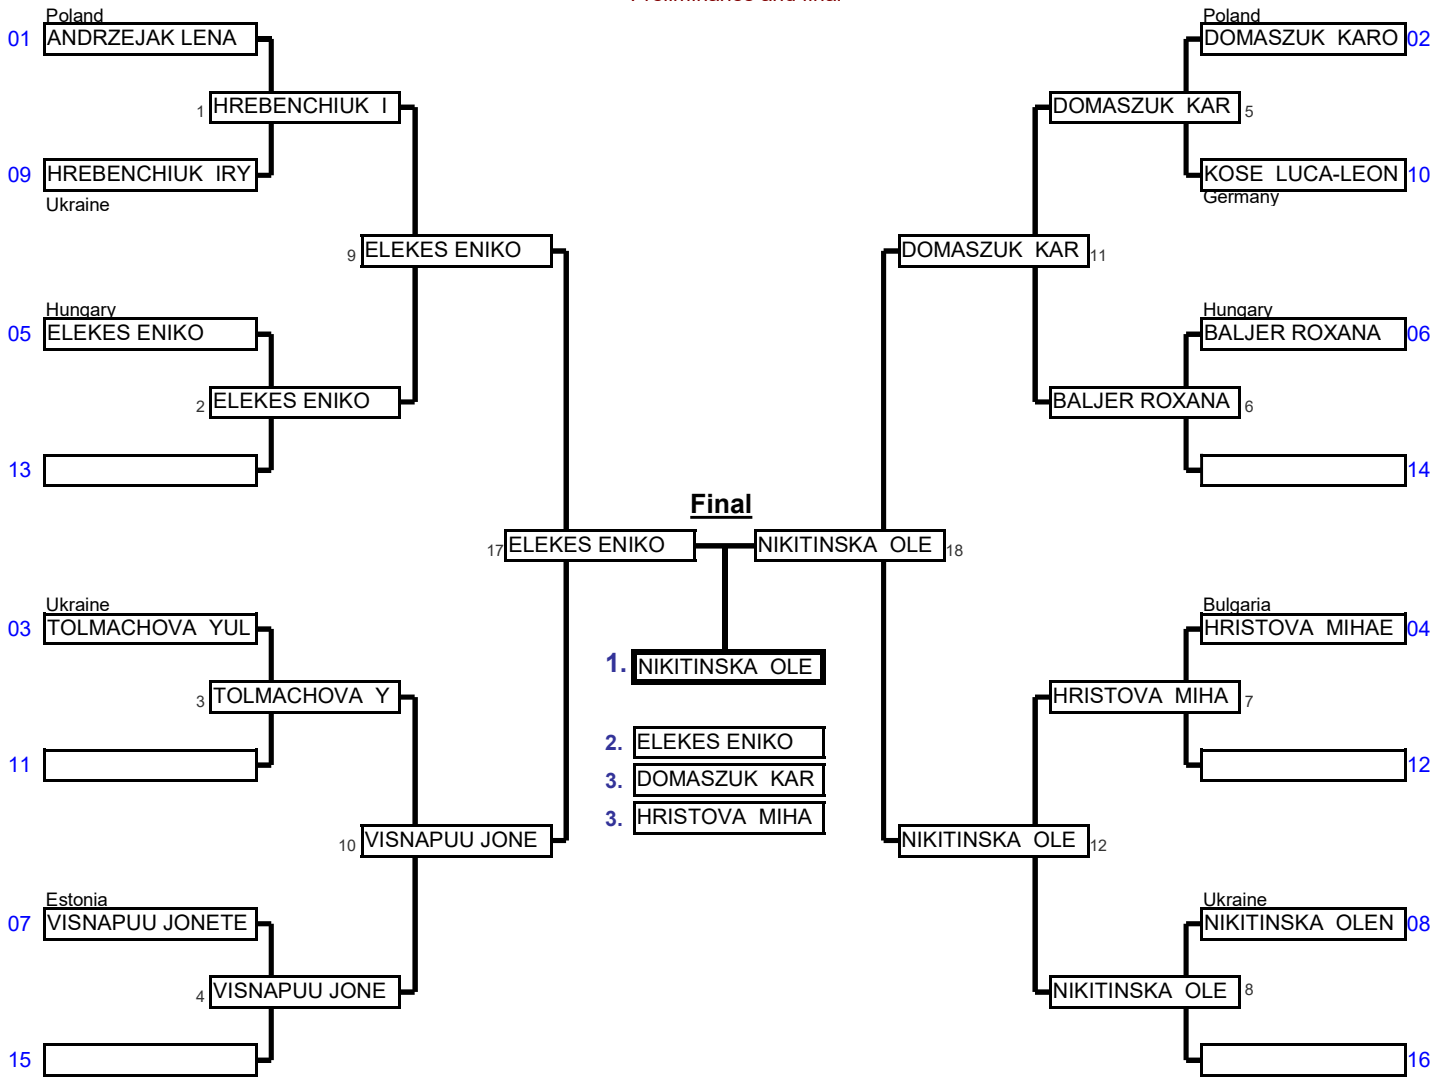 Poland
01 ANDRZEJAK LENA
1 HREBENCHIUK I
09 HREBENCHIUK IRY
Ukraine
9 ELEKES ENIKO
Hungary
05 ELEKES ENIKO
2 ELEKES ENIKO
13
17 ELEKES ENIKO
Ukraine
03 TOLMACHOVA YUL
3 TOLMACHOVA Y
11
10 VISNAPUU JONE
Estonia
07 VISNAPUU JONETE
4 VISNAPUU JONE
15
Final
1. NIKITINSKA OLE
2. ELEKES ENIKO
3. DOMASZUK KAR
3. HRISTOVA MIHA
Poland
DOMASZUK KARO 02
DOMASZUK KAR 5
KOSE LUCA-LEON 10
Germany
DOMASZUK KAR 11
Hungary
BALJER ROXANA 06
BALJER ROXANA 6
14
NIKITINSKA OLE 18
Bulgaria
HRISTOVA MIHAE 04
HRISTOVA MIHA 7
12
NIKITINSKA OLE 12
Ukraine
NIKITINSKA OLEN 08
NIKITINSKA OLE 8
16